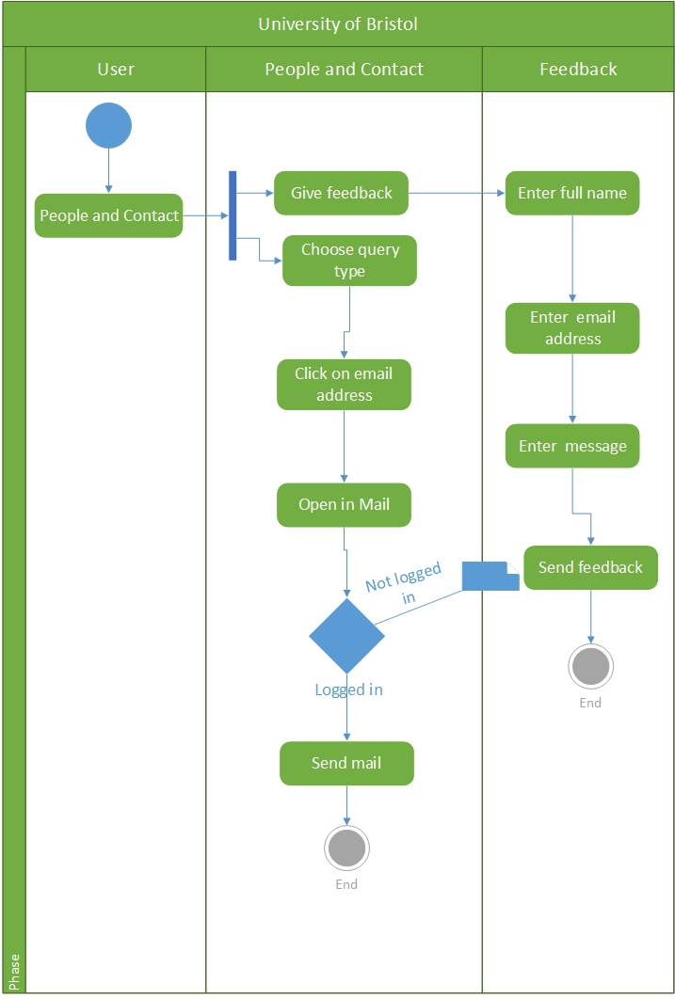 University of Bristol
User
People and Contact
Feedback
People and Contact
Give feedback
Enter full name
Choose query
type
Enter  email
address
Click on email
address
Enter  message
Open in Mail
Not logged
in
Send feedback
End
Logged in
Send mail
End
Phase